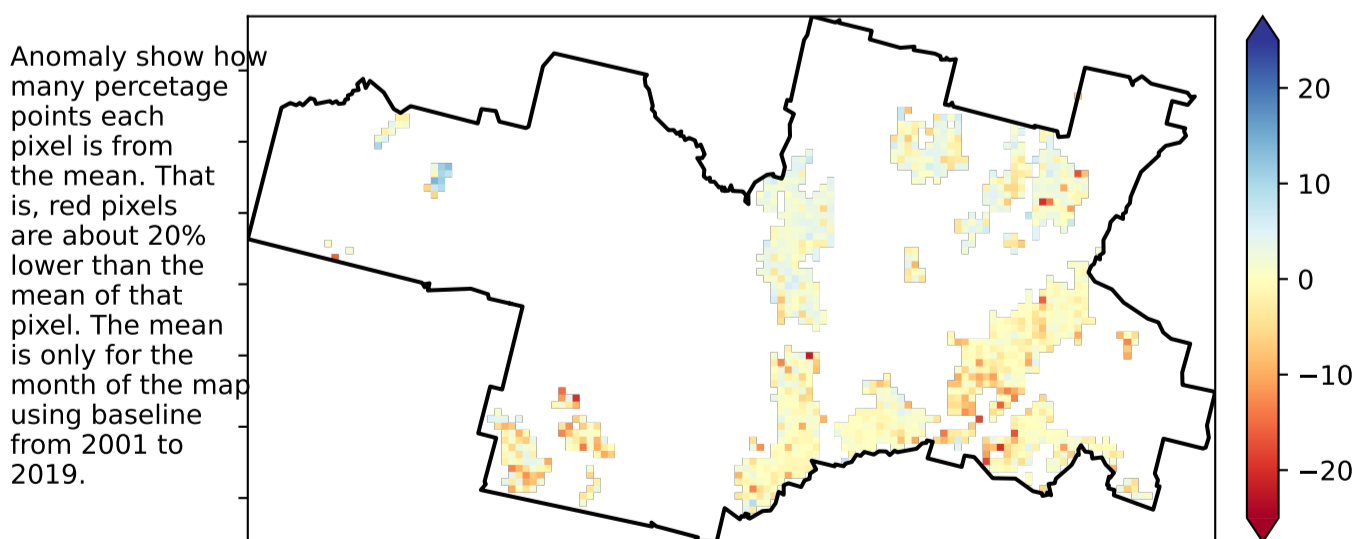 Anomaly show how
many percetage
points each
pixel is from
the mean. That
is, red pixels
are about 20%
lower than the
mean of that
pixel. The mean
is only for the
month of the map
using baseline
from 2001 to
2019.
20
10
0
−10
−20